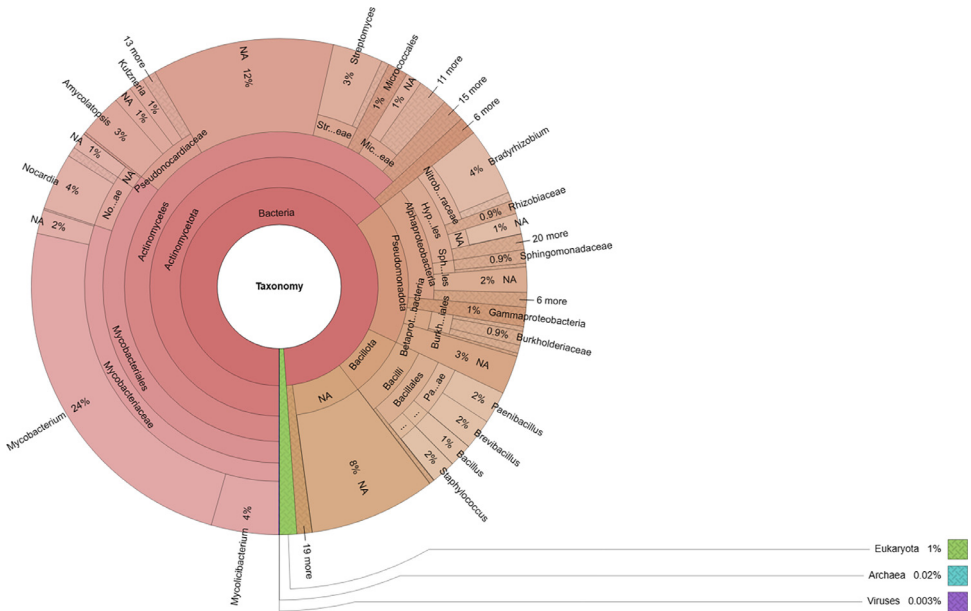 Taxonomy
Bacteria
Actinomycetota
Actinomycetes
Mycobacteriales
Mycobacteriaceae
Mycolicibacterium
4%
Mycobacterium
24%
NA
2%
Nocardia
4%
No...ae
NA
1%
NA
Amycolatopsis
3%
Pseudonocardiaceae
NA
1%
Kutzneria
1%
13 more
NA
12%
Streptomyces
3%
Str...eae
Micrococcales
1%
Mic...eae
NA
1%
11 more
15 more
6 more
Pseudomonadota
Alphaproteobacteria
Hyp...les
Nitrob...raceae
Bradyrhizobium
4%
Rhizobiaceae
0.9%
NA
1% NA
20 more
Sph...les
0.9% Sphingomonadaceae
2% NA
6 more
1% Gammaproteobacteria
Betaprot...bacteria
Burkh...iales
0.9% Burkholderiaceae
3% NA
Bacillota
Bacilli
Bacillales
Pa...ae
2% Paenibacillus
2% Brevibacillus
...
1% Bacillus
...
2% Staphylococcus
NA
8% NA
19 more
Eukaryota 1%
Archaea 0.02%
Viruses 0.003%